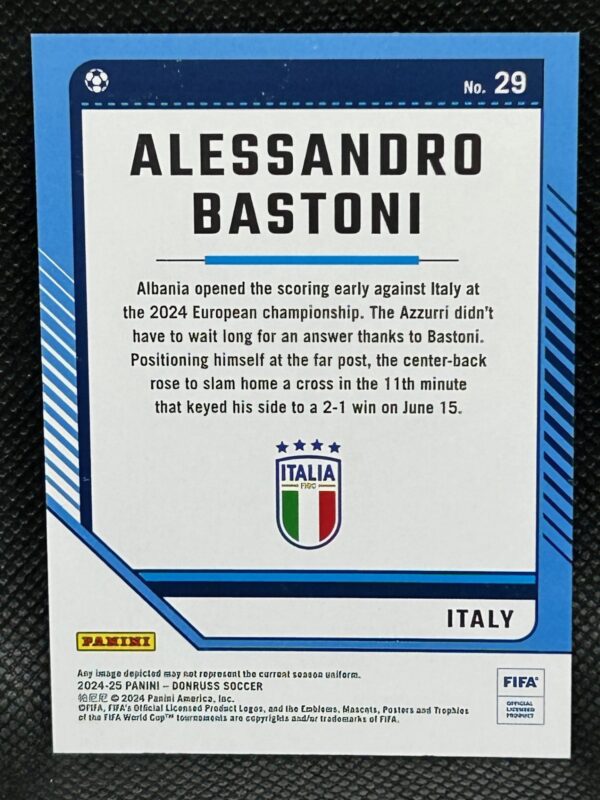 No. 29
ALESSANDRO
BASTONI
Albania opened the scoring early against Italy at
the 2024 European championship. The Azzurri didn't
have to wait long for an answer thanks to Bastoni.
Positioning himself at the far post, the center-back
rose to slam home a cross in the 11th minute
that keyed his side to a 2-1 win on June 15.
ITALIA
FIGC
ITALY
PANINI
Any image depicted may not represent the current season uniform.
2024-25 PANINI – DONRUSS SOCCER
帕尼尼 © 2024 Panini America, Inc.
©FIFA, FIFA's Official Licensed Product Logos, and the Emblems, Mascots, Posters and Trophies
of the FIFA World Cup™ tournaments are copyrights and/or trademarks of FIFA.
FIFA®
OFFICIAL
LICENSED
PRODUCT